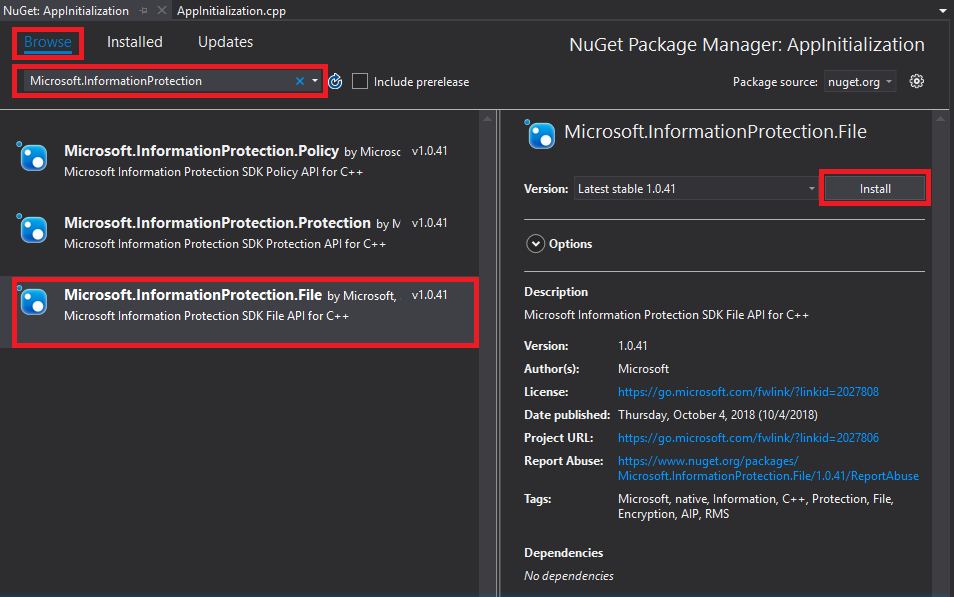 NuGet: AppInitialization
AppInitialization.cpp
Browse
Installed
Updates
NuGet Package Manager: AppInitialization
Microsoft.InformationProtection
Include prerelease
Package source: nuget.org
Microsoft.InformationProtection.Policy by Microsc v1.0.41
Microsoft Information Protection SDK Policy API for C++
Microsoft.InformationProtection.Protection by M v1.0.41
Microsoft Information Protection SDK Protection API for C++
Microsoft.InformationProtection.File by Microsoft, v1.0.41
Microsoft Information Protection SDK File API for C++
Microsoft.InformationProtection.File
Version: Latest stable 1.0.41
Install
Options
Description
Microsoft Information Protection SDK File API for C++
Version: 1.0.41
Author(s): Microsoft
License: https://go.microsoft.com/fwlink/?linkid=2027808
Date published: Thursday, October 4, 2018 (10/4/2018)
Project URL: https://go.microsoft.com/fwlink/?linkid=2027806
Report Abuse: https://www.nuget.org/packages/
Microsoft.InformationProtection.File/1.0.41/ReportAbuse
Tags: Microsoft, native, Information, C++, Protection, File,
Encryption, AIP, RMS
Dependencies
No dependencies